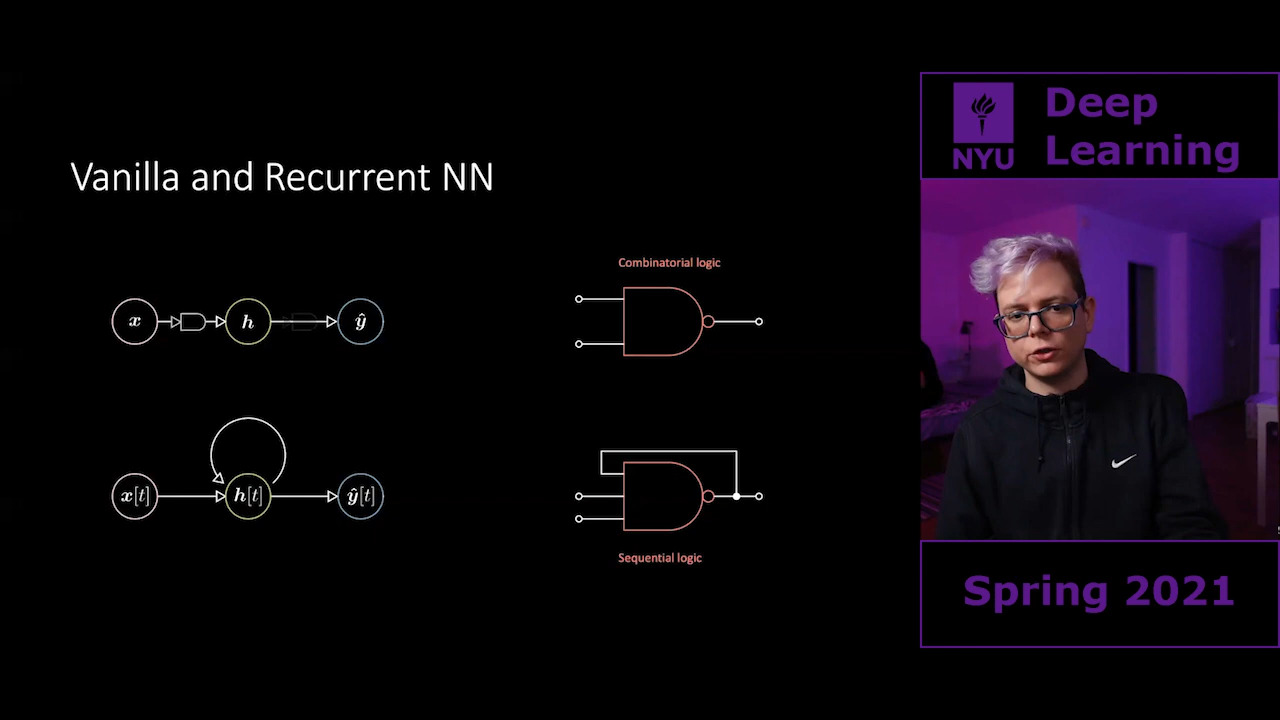 Vanilla and Recurrent NN
Combinatorial logic
x h ŷ
x[t] h[t] ŷ[t]
Sequential logic
NYU
Deep
Learning
Spring 2021